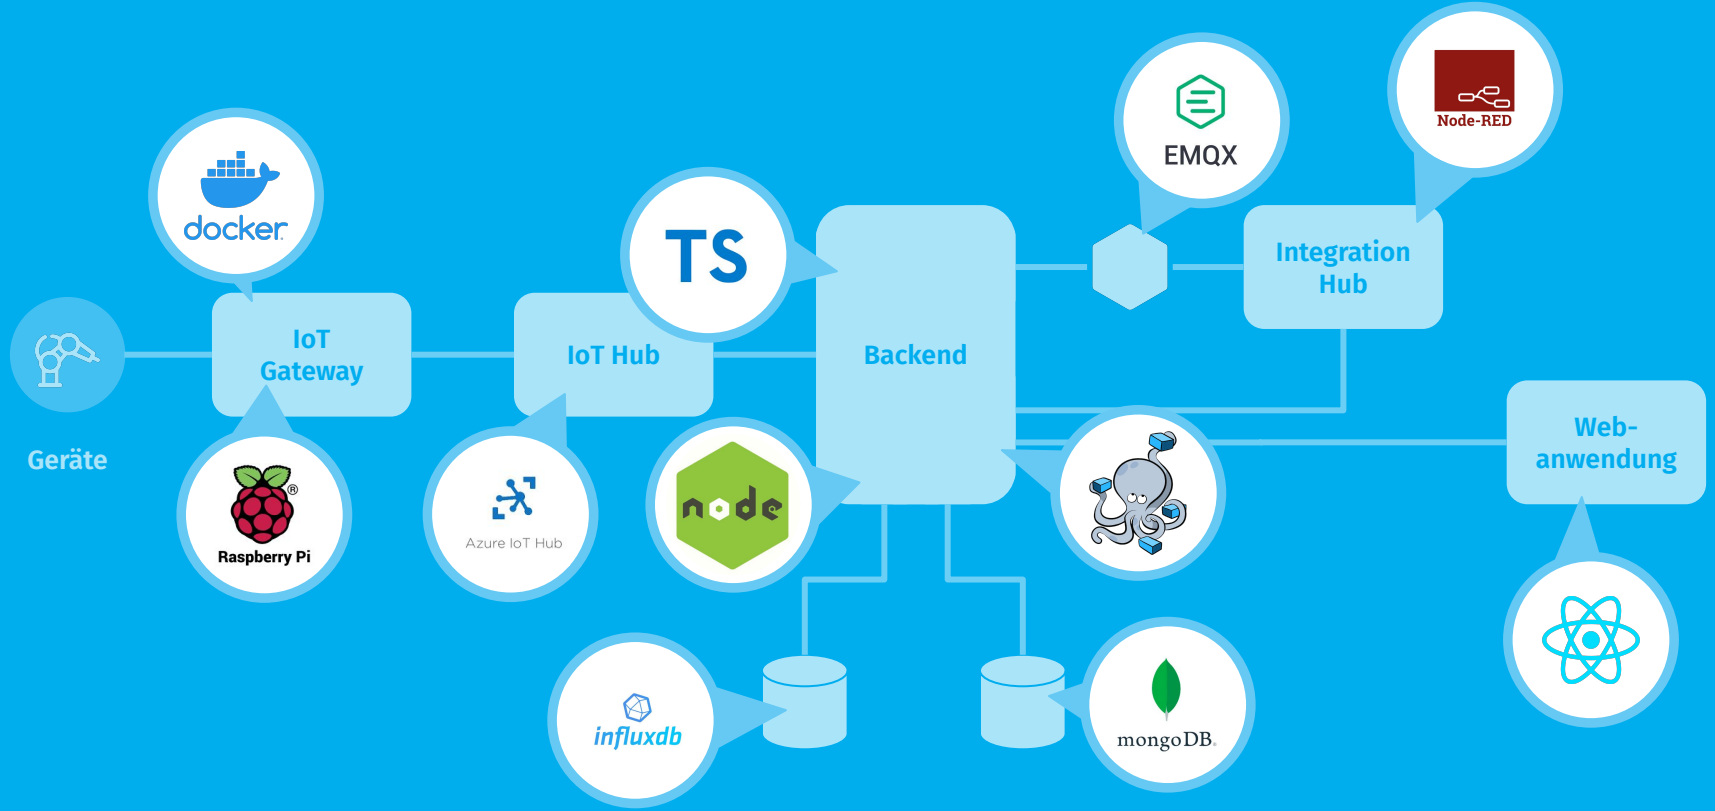 Node-RED
EMQX
docker
TS
Integration
Hub
IoT
Gateway
IoT Hub
Backend
Web-
anwendung
Geräte
Raspberry Pi
®
Azure IoT Hub
node
influxdb
mongoDB